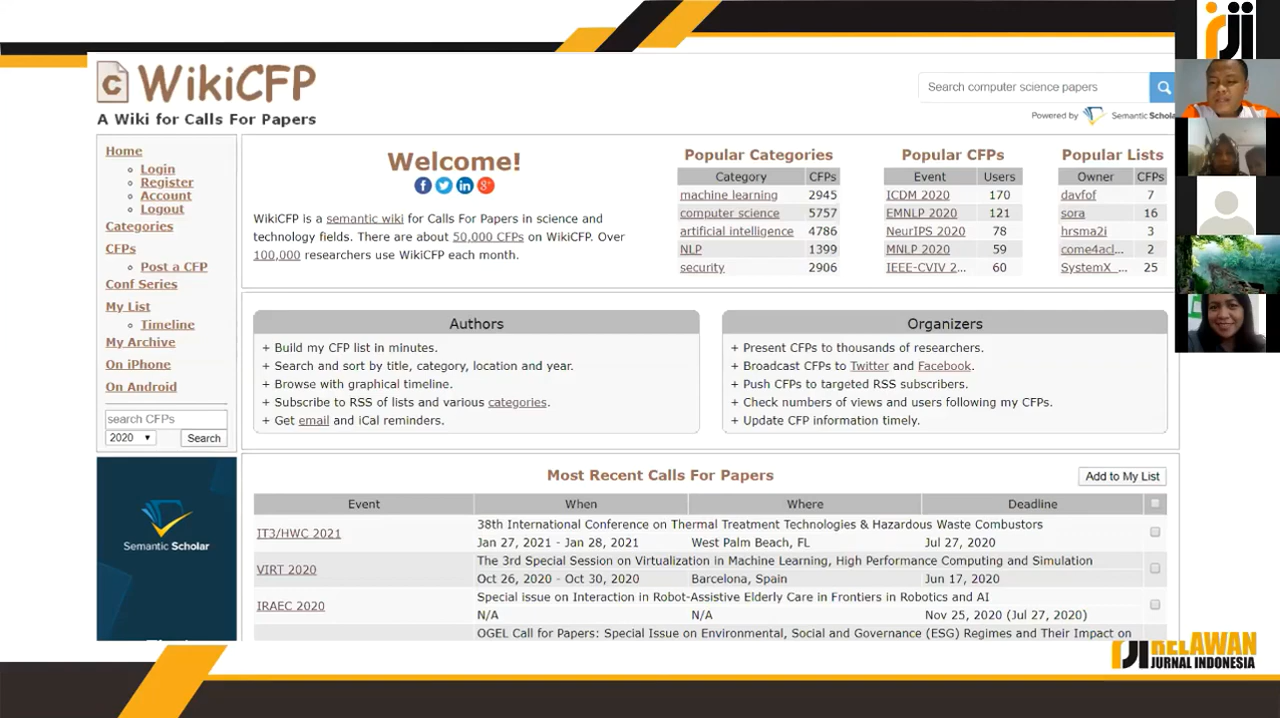 WikiCFP
A Wiki for Calls For Papers
Search computer science papers
Powered by Semantic Schola
Home
Login
Register
Account
Logout
Categories
CFPs
Post a CFP
Conf Series
My List
Timeline
My Archive
On iPhone
On Android
search CFPs
2020
Search
Semantic Scholar
Welcome!
WikiCFP is a semantic wiki for Calls For Papers in science and
technology fields. There are about 50,000 CFPs on WikiCFP. Over
100,000 researchers use WikiCFP each month.
Popular Categories
Category CFPs
machine learning 2945
computer science 5757
artificial intelligence 4786
NLP 1399
security 2906
Popular CFPs
Event Users
ICDM 2020 170
EMNLP 2020 121
NeurIPS 2020 78
MNLP 2020 59
IEEE-CVIV 2... 60
Popular Lists
Owner CFPs
davfof 7
sora 16
hrsma2i 3
come4acl... 2
SystemX_... 25
Authors
+ Build my CFP list in minutes.
+ Search and sort by title, category, location and year.
+ Browse with graphical timeline.
+ Subscribe to RSS of lists and various categories.
+ Get email and iCal reminders.
Organizers
+ Present CFPs to thousands of researchers.
+ Broadcast CFPs to Twitter and Facebook.
+ Push CFPs to targeted RSS subscribers.
+ Check numbers of views and users following my CFPs.
+ Update CFP information timely.
Most Recent Calls For Papers
Add to My List
Event When Where Deadline
IT3/HWC 2021
38th International Conference on Thermal Treatment Technologies & Hazardous Waste Combustors
Jan 27, 2021 - Jan 28, 2021 West Palm Beach, FL Jul 27, 2020
VIRT 2020
The 3rd Special Session on Virtualization in Machine Learning, High Performance Computing and Simulation
Oct 26, 2020 - Oct 30, 2020 Barcelona, Spain Jun 17, 2020
IRAEC 2020
Special issue on Interaction in Robot-Assistive Elderly Care in Frontiers in Robotics and AI
N/A N/A Nov 25, 2020 (Jul 27, 2020)
OGEL Call for Papers: Special Issue on Environmental, Social and Governance (ESG) Regimes and Their Impact on
rji
RJI RELAWAN
JURNAL INDONESIA